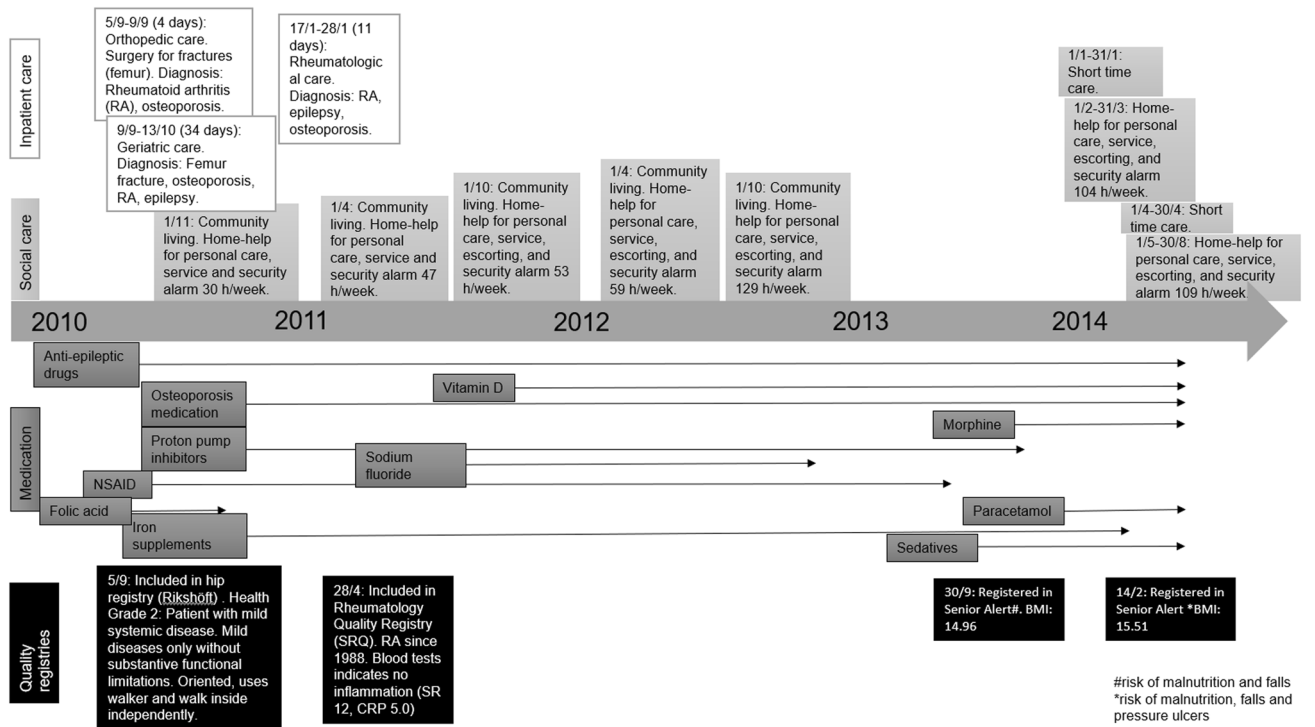 Inpatient care
5/9-9/9 (4 days):
Orthopedic care.
Surgery for fractures
(femur). Diagnosis:
Rheumatoid arthritis
(RA), osteoporosis.
9/9-13/10 (34 days):
Geriatric care.
Diagnosis: Femur
fracture, osteoporosis,
RA, epilepsy.
17/1-28/1 (11
days):
Rheumatologic
al care.
Diagnosis: RA,
epilepsy,
osteoporosis.
Social care
1/11: Community
living. Home-help
for personal care,
service and security
alarm 30 h/week.
1/4: Community
living. Home-help
for personal
care, service and
security alarm 47
h/week.
1/10: Community
living. Home-help
for personal care,
service, escorting,
and security alarm 53
h/week.
1/4: Community
living. Home-
help for
personal care,
service,
escorting, and
security alarm
59 h/week.
1/10: Community
living. Home-help
for personal care,
service, escorting,
and security alarm
129 h/week.
1/1-31/1:
Short time
care.
1/2-31/3: Home-
help for personal
care, service,
escorting, and
security alarm
104 h/week.
1/4-30/4: Short
time care.
1/5-30/8: Home-help for
personal care, service,
escorting, and security
alarm 109 h/week.
2010
2011
2012
2013
2014
Medication
Anti-epileptic
drugs
Osteoporosis
medication
Vitamin D
Proton pump
inhibitors
Sodium
fluoride
Morphine
NSAID
Folic acid
Iron
supplements
Paracetamol
Sedatives
Quality
registries
5/9: Included in hip
registry (Rikshöft) . Health
Grade 2: Patient with mild
systemic disease. Mild
diseases only without
substantive functional
limitations. Oriented, uses
walker and walk inside
independently.
28/4: Included in
Rheumatology
Quality Registry
(SRQ). RA since
1988. Blood tests
indicates no
inflammation (SR
12, CRP 5.0)
30/9: Registered in
Senior Alert#. BMI:
14.96
14/2: Registered in
Senior Alert *BMI:
15.51
#risk of malnutrition and falls
*risk of malnutrition, falls and
pressure ulcers